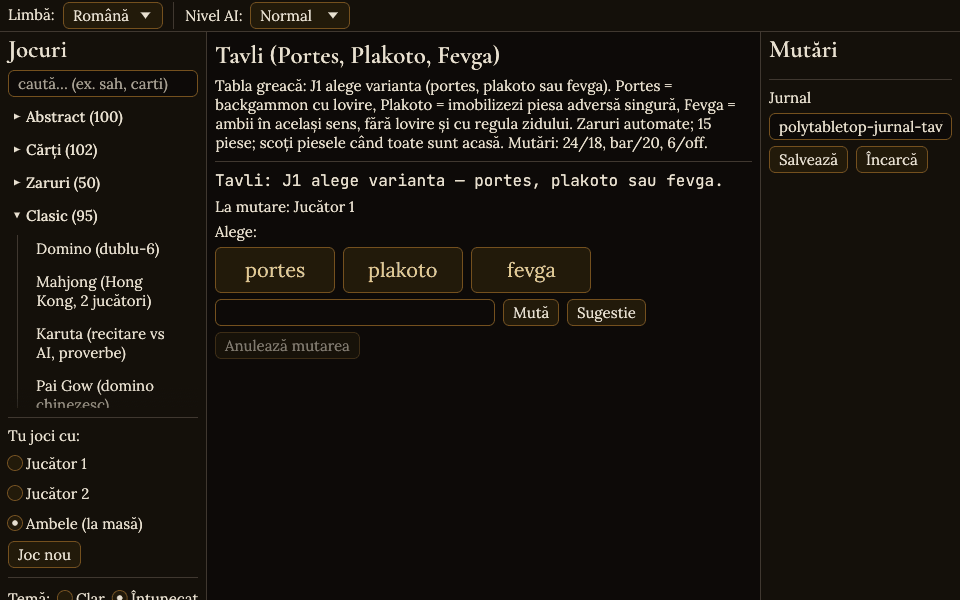 Limbă: Română ▼ Nivel AI: Normal ▼
Jocuri
caută... (ex. sah, carti)
▸ Abstract (100)
▸ Cărți (102)
▸ Zaruri (50)
▾ Clasic (95)
Domino (dublu-6)
Mahjong (Hong
Kong, 2 jucători)
Karuta (recitare vs
AI, proverbe)
Pai Gow (domino
chinezesc)
Tu joci cu:
Jucător 1
Jucător 2
Ambele (la masă)
Joc nou
Temă: Clar Întunecat
Tavli (Portes, Plakoto, Fevga)
Tabla greacă: J1 alege varianta (portes, plakoto sau fevga). Portes =
backgammon cu lovire, Plakoto = imobilizezi piesa adversă singură, Fevga =
ambii în același sens, fără lovire și cu regula zidului. Zaruri automate; 15
piese; scoți piesele când toate sunt acasă. Mutări: 24/18, bar/20, 6/off.
Tavli: J1 alege varianta — portes, plakoto sau fevga.
La mutare: Jucător 1
Alege:
portes plakoto fevga
Mută Sugestie
Anulează mutarea
Mutări
Jurnal
polytabletop-jurnal-tav
Salvează Încarcă